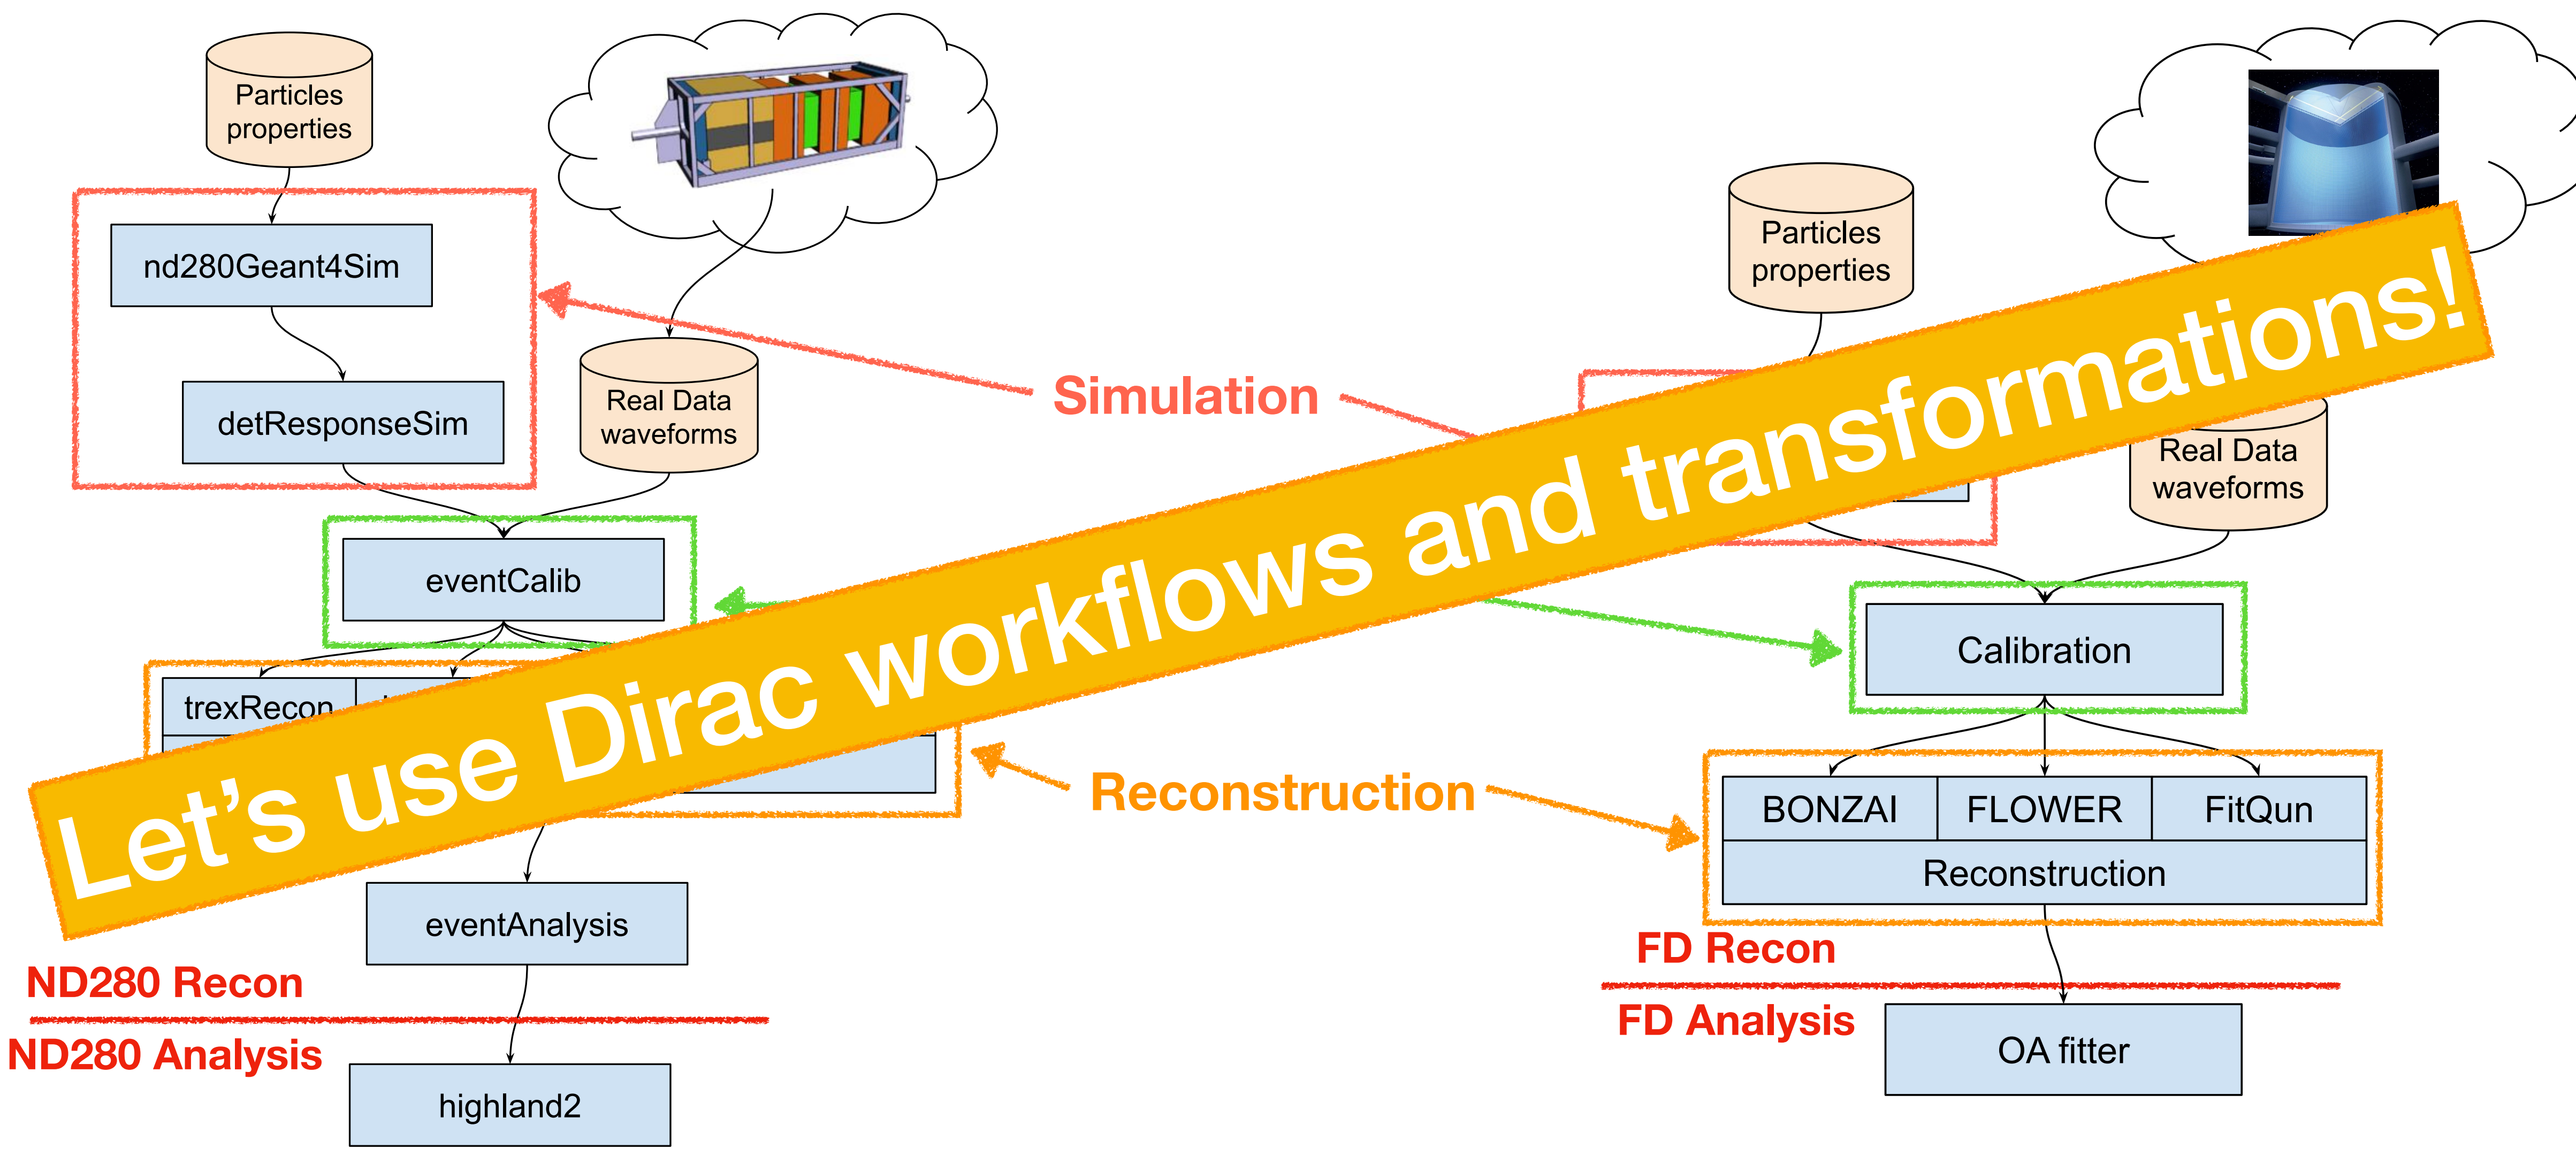 Particles
properties
nd280Geant4Sim
detResponseSim
Real Data
waveforms
eventCalib
trexRecon
eventAnalysis
ND280 Recon
ND280 Analysis
highland2
Simulation
Reconstruction
Let's use Dirac workflows and transformations!
Particles
properties
Real Data
waveforms
Calibration
BONZAI FLOWER FitQun
Reconstruction
FD Recon
FD Analysis
OA fitter